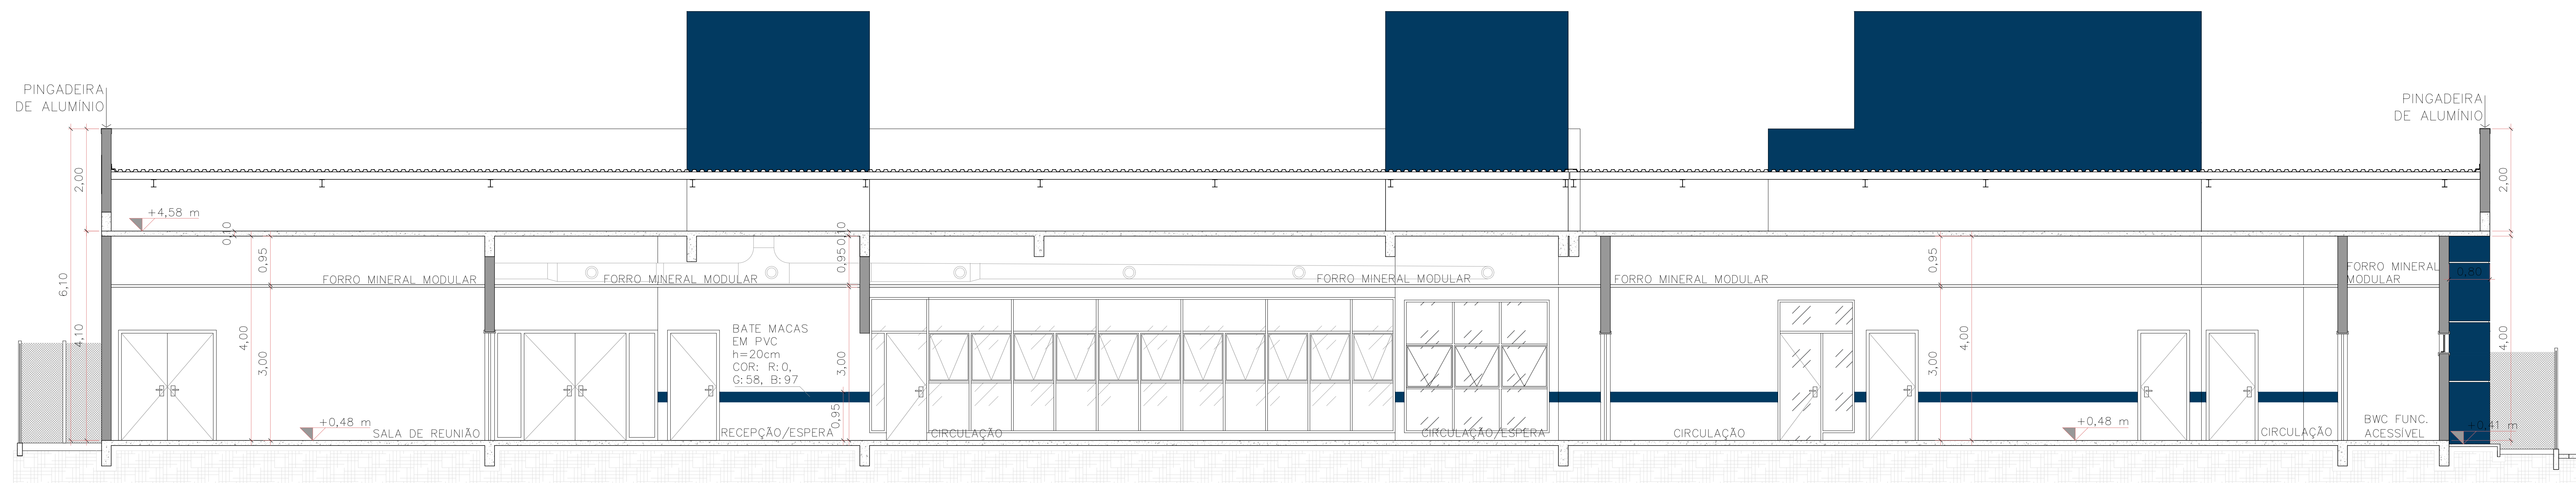 PINGADEIRA
DE ALUMÍNIO
PINGADEIRA
DE ALUMÍNIO
2,00
6,10
4,10
+4,58 m
0,10
0,95
4,00
3,00
FORRO MINERAL MODULAR
+0,48 m
SALA DE REUNIÃO
FORRO MINERAL MODULAR
BATE MACAS
EM PVC
h=20cm
COR: R:0,
G:58, B:97
RECEPÇÃO/ESPERA
0,10
0,95
3,00
0,95
CIRCULAÇÃO
FORRO MINERAL MODULAR
CIRCULAÇÃO/ESPERA
FORRO MINERAL MODULAR
CIRCULAÇÃO
0,95
3,00
4,00
+0,48 m
CIRCULAÇÃO
FORRO MINERAL
MODULAR
BWC FUNC.
ACESSÍVEL
0,80
+0,41 m
2,00
4,00